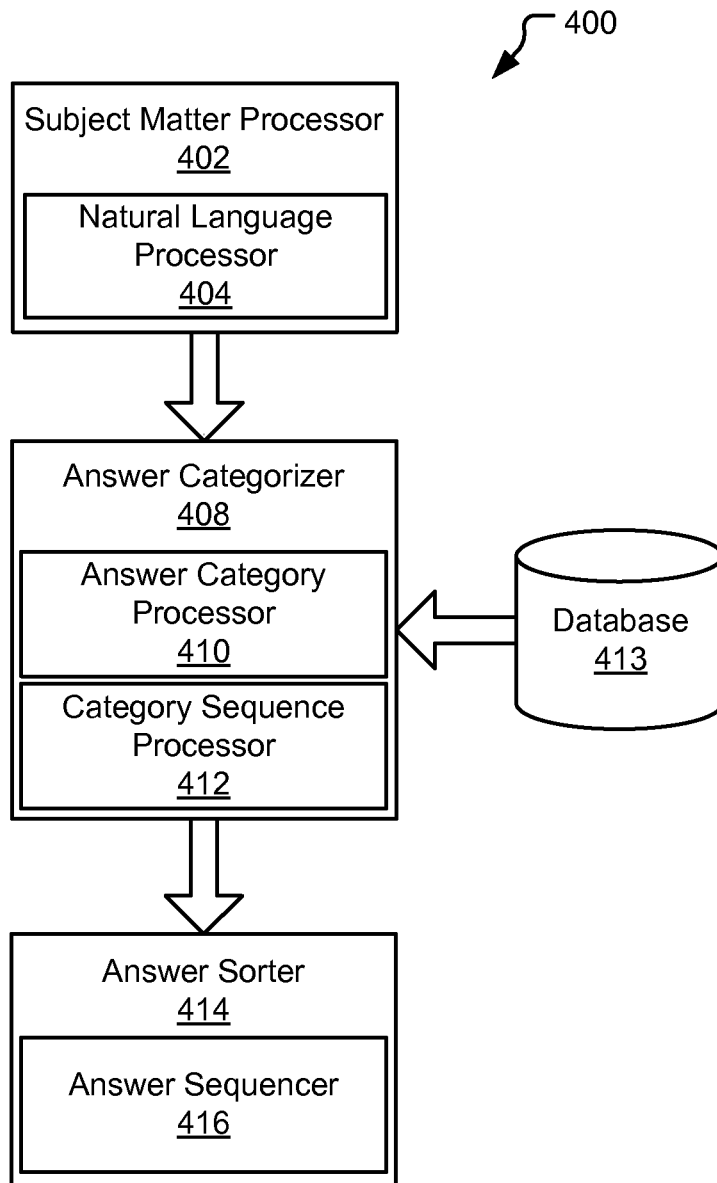 400
Subject Matter Processor
402
Natural Language
Processor
404
Answer Categorizer
408
Answer Category
Processor
410
Category Sequence
Processor
412
Database
413
Answer Sorter
414
Answer Sequencer
416